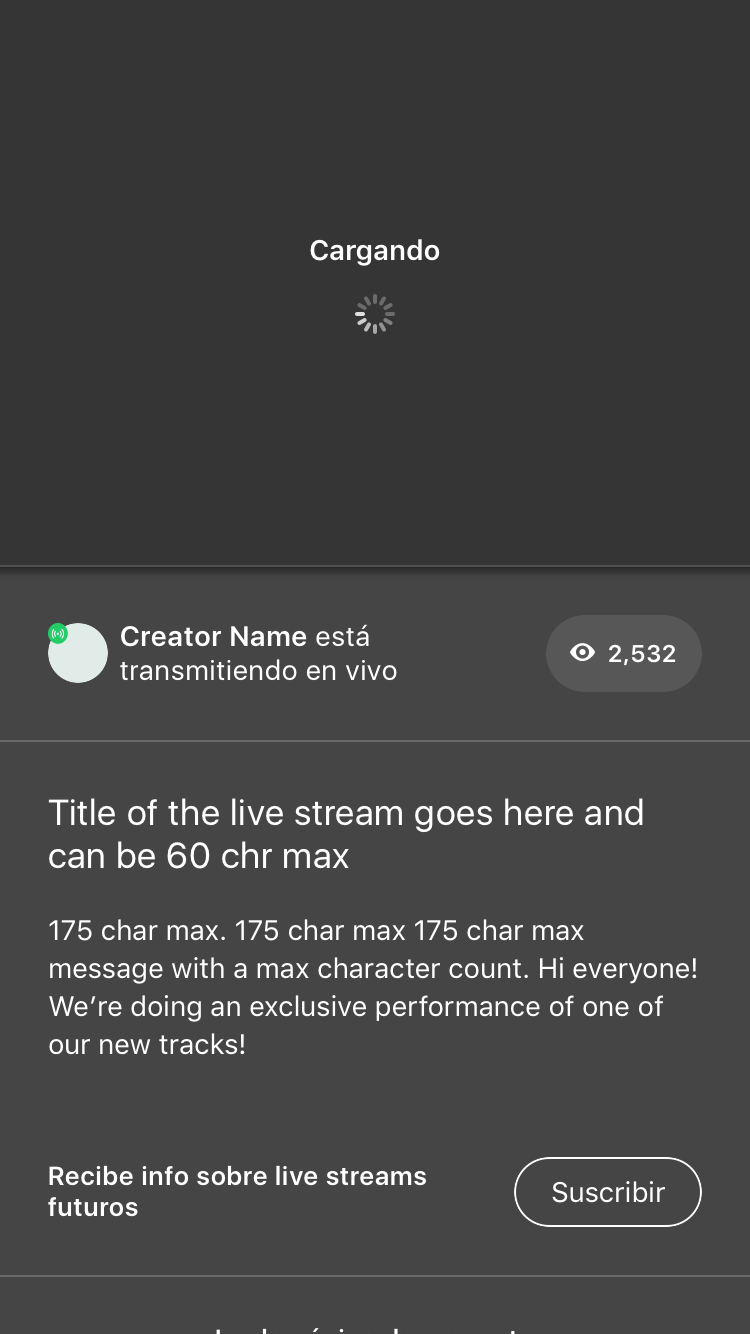 Cargando
Creator Name está
transmitiendo en vivo
2,532
Title of the live stream goes here and
can be 60 chr max
175 char max. 175 char max 175 char max
message with a max character count. Hi everyone!
We’re doing an exclusive performance of one of
our new tracks!
Recibe info sobre live streams
futuros
Suscribir